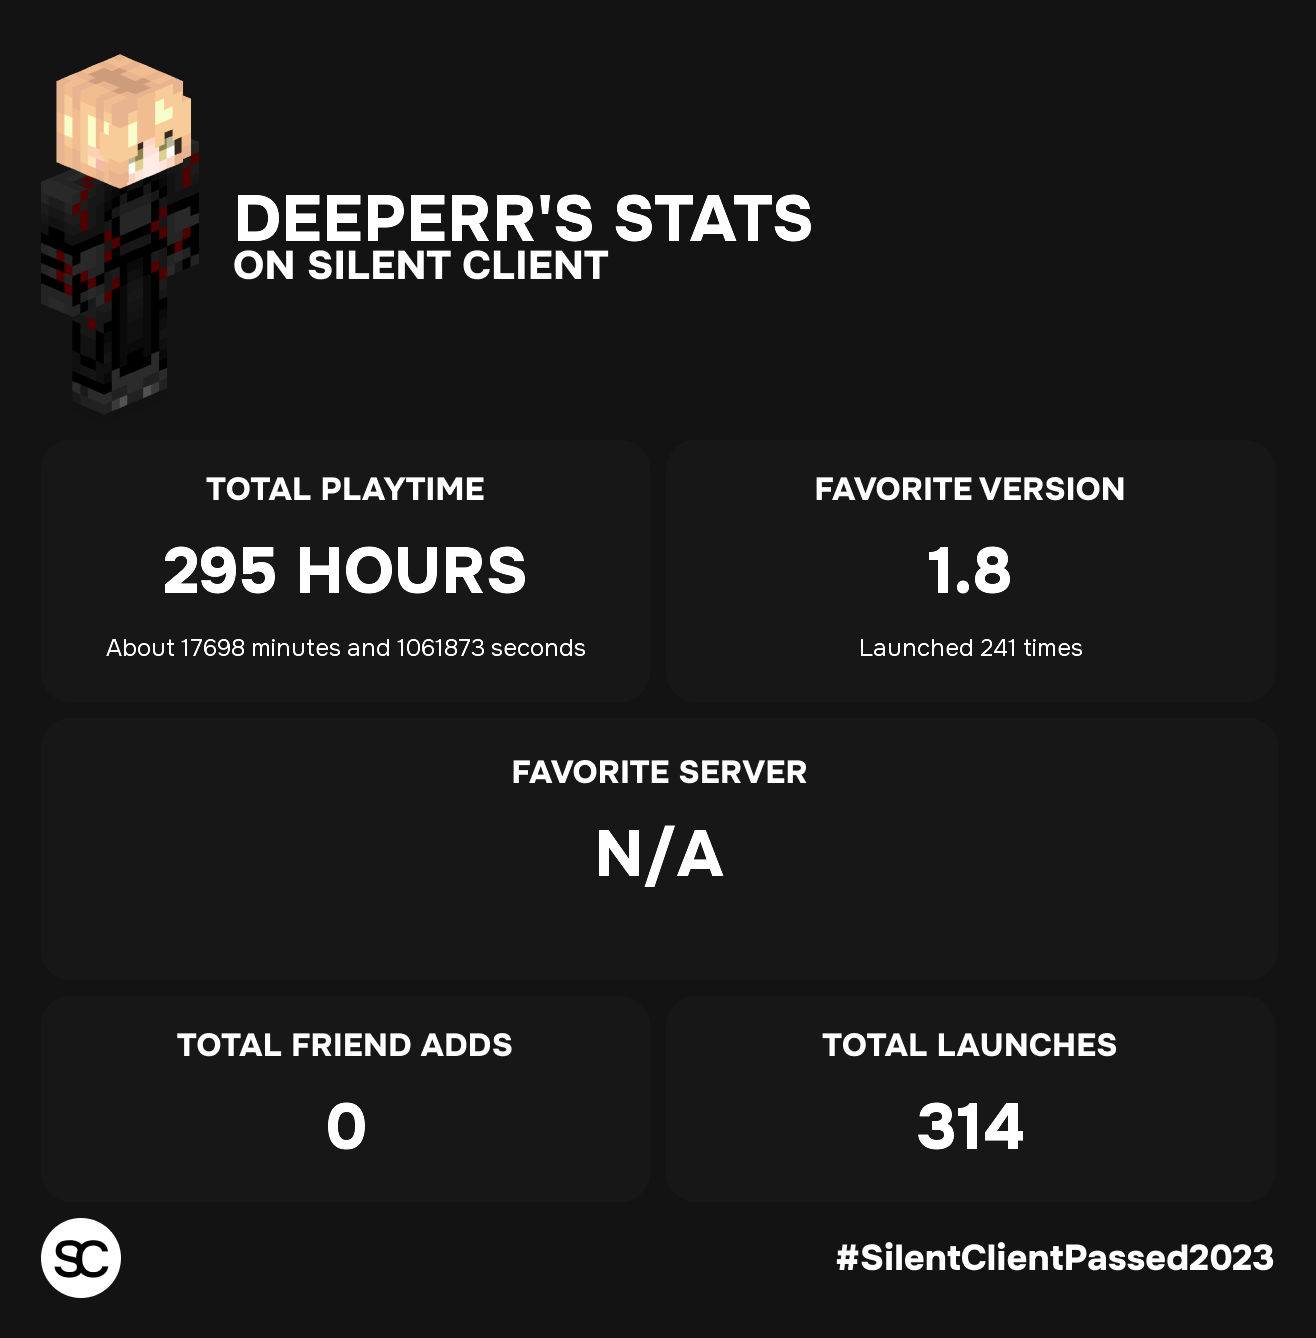 DEEPERR'S STATS
ON SILENT CLIENT
TOTAL PLAYTIME
295 HOURS
About 17698 minutes and 1061873 seconds
FAVORITE VERSION
1.8
Launched 241 times
FAVORITE SERVER
N/A
TOTAL FRIEND ADDS
0
TOTAL LAUNCHES
314
SC
#SilentClientPassed2023